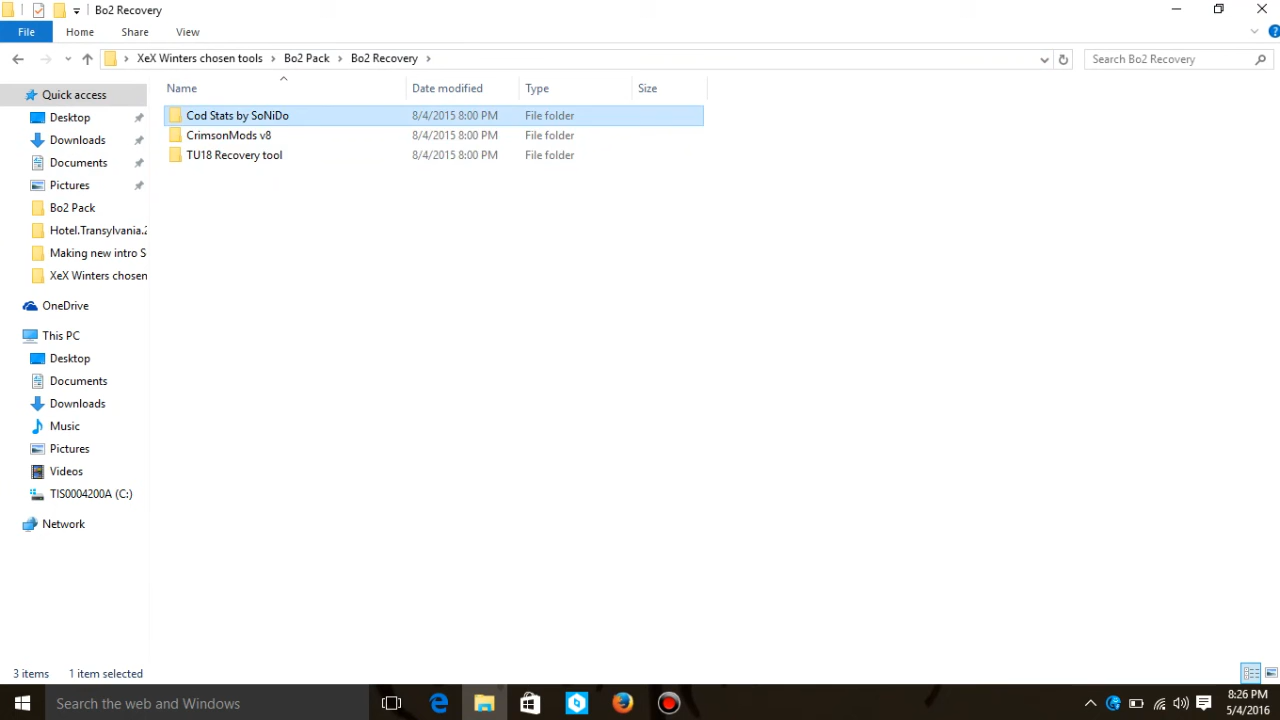 Bo2 Recovery
File Home Share View
XeX Winters chosen tools > Bo2 Pack > Bo2 Recovery >
Search Bo2 Recovery
Name Date modified Type Size
Cod Stats by SoNiDo 8/4/2015 8:00 PM File folder
CrimsonMods v8 8/4/2015 8:00 PM File folder
TU18 Recovery tool 8/4/2015 8:00 PM File folder
Quick access
Desktop
Downloads
Documents
Pictures
Bo2 Pack
Hotel.Transylvania.2
Making new intro S
XeX Winters chosen
OneDrive
This PC
Desktop
Documents
Downloads
Music
Pictures
Videos
TIS0004200A (C:)
Network
3 items 1 item selected
Search the web and Windows
8:26 PM
5/4/2016